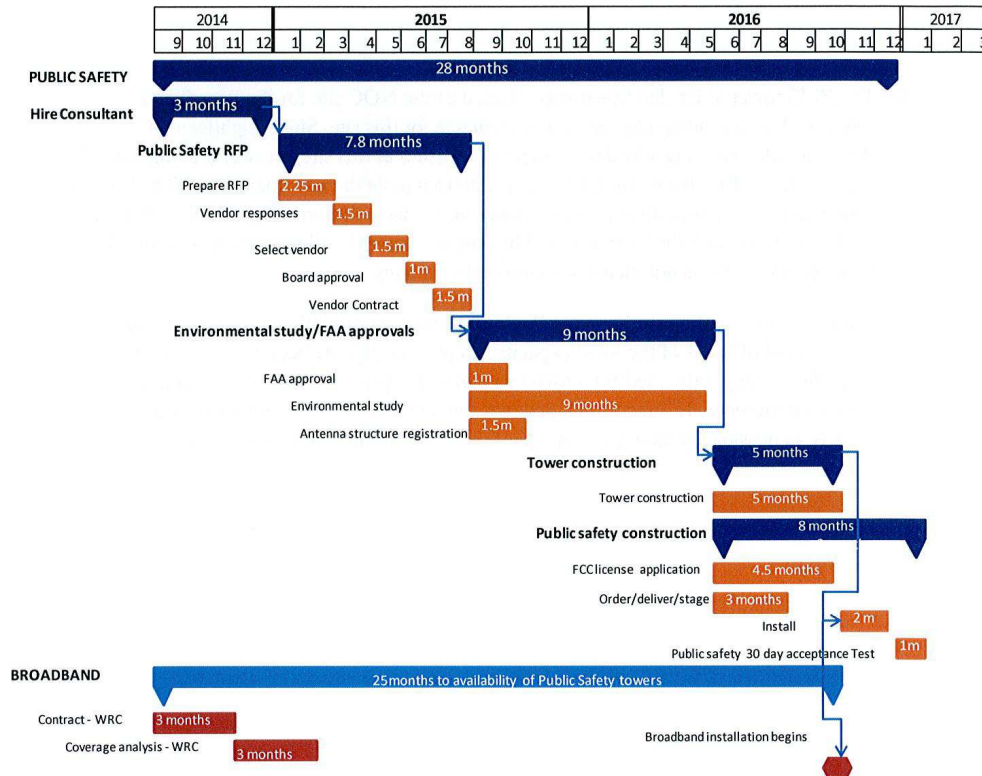 2014 2015 2016 2017
9 10 11 12 1 2 3 4 5 6 7 8 9 10 11 12 1 2 3 4 5 6 7 8 9 10 11 12 1 2 3
PUBLIC SAFETY 28 months
Hire Consultant 3 months
Public Safety RFP 7.8 months
Prepare RFP 2.25 m
Vendor responses 1.5 m
Select vendor 1.5 m
Board approval 1m
Vendor Contract 1.5 m
Environmental study/FAA approvals 9 months
FAA approval 1m
Environmental study 9 months
Antenna structure registration 1.5m
Tower construction 5 months
Tower construction 5 months
Public safety construction 8 months
FCC license application 4.5 months
Order/deliver/stage 3 months
Install 2 m
Public safety 30 day acceptance Test 1m
BROADBAND 25months to availability of Public Safety towers
Contract - WRC 3 months
Broadband installation begins
Coverage analysis - WRC 3 months